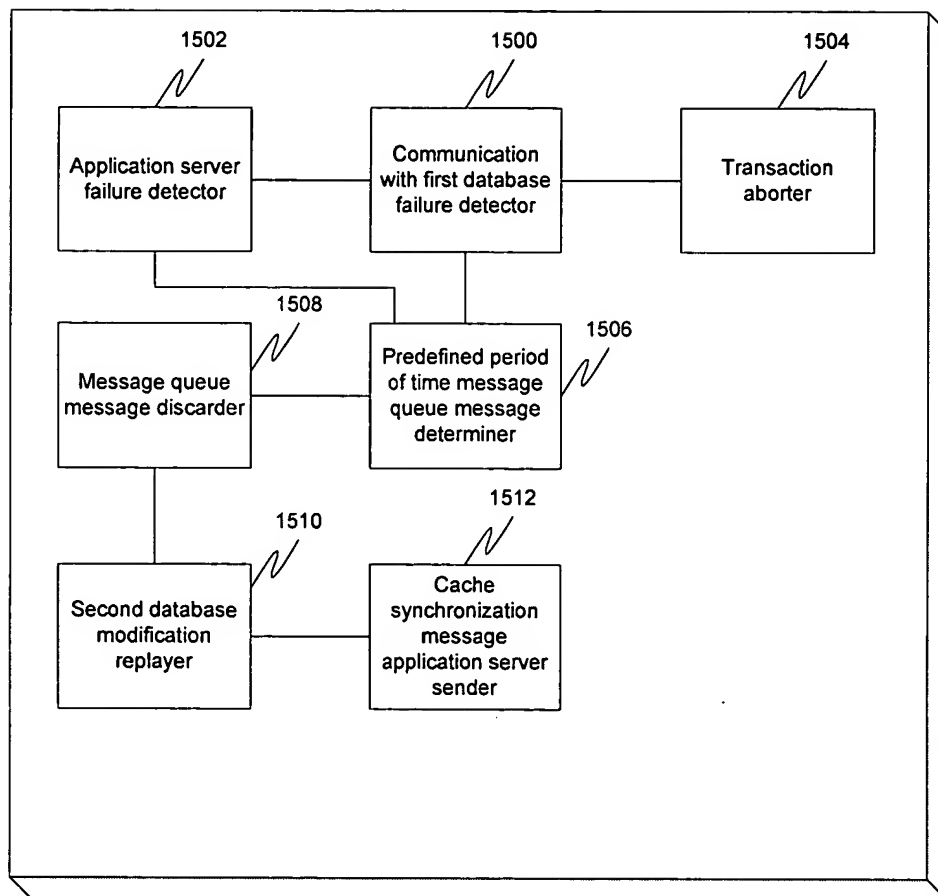 1502
1500
1504
Application server
failure detector
Communication
with first database
failure detector
Transaction
aborter
1508
1506
Message queue
message discarder
Predefined period
of time message
queue message
determiner
1510
1512
Second database
modification
replayer
Cache
synchronization
message
application server
sender